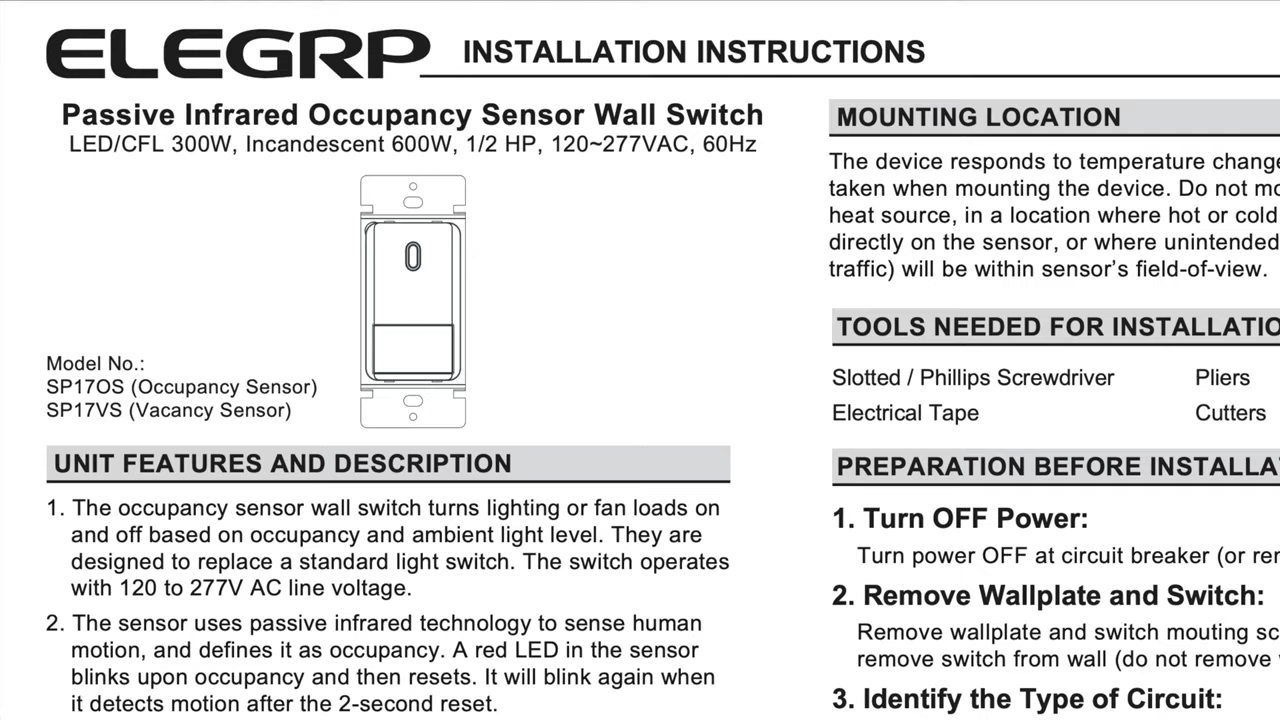 ELEGRP INSTALLATION INSTRUCTIONS
Passive Infrared Occupancy Sensor Wall Switch
LED/CFL 300W, Incandescent 600W, 1/2 HP, 120~277VAC, 60Hz
Model No.:
SP17OS (Occupancy Sensor)
SP17VS (Vacancy Sensor)
UNIT FEATURES AND DESCRIPTION
1. The occupancy sensor wall switch turns lighting or fan loads on
and off based on occupancy and ambient light level. They are
designed to replace a standard light switch. The switch operates
with 120 to 277V AC line voltage.
2. The sensor uses passive infrared technology to sense human
motion, and defines it as occupancy. A red LED in the sensor
blinks upon occupancy and then resets. It will blink again when
it detects motion after the 2-second reset.
MOUNTING LOCATION
The device responds to temperature
taken when mounting the device. Do not
heat source, in a location where hot or cold
directly on the sensor, or where unintended
traffic) will be within sensor's field-of-view.
TOOLS NEEDED FOR
Slotted / Phillips Screwdriver Pliers
Electrical Tape Cutters
PREPARATION BEFORE
1. Turn OFF Power:
Turn power OFF at circuit breaker (or
2. Remove Wallplate and Switch:
Remove wallplate and switch mouting
remove switch from wall (do not remove
3. Identify the Type of Circuit: